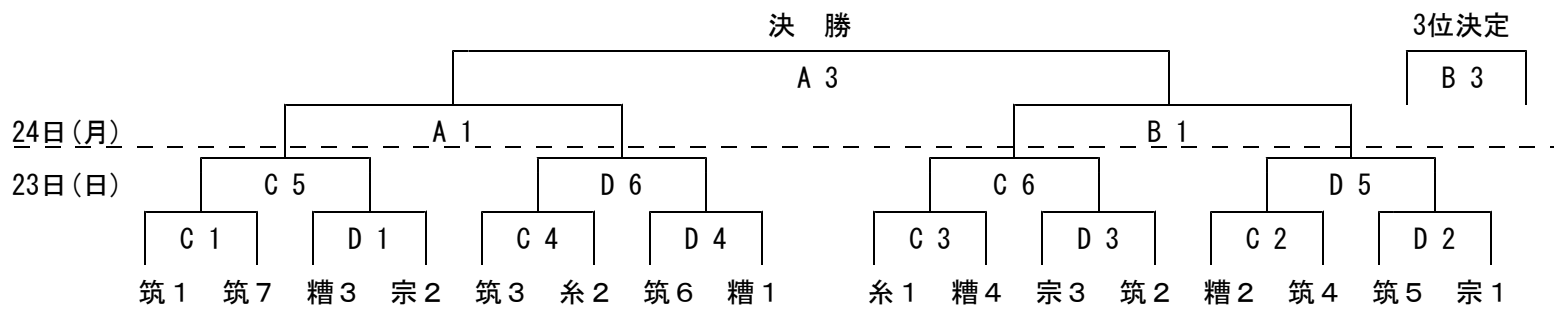 決 勝 3位決定
A 3 B 3
24日(月) A 1 B 1
23日(日) C 5 D 6 C 6 D 5
C 1 D 1 C 4 D 4 C 3 D 3 C 2 D 2
筑１ 筑７ 糟３ 宗２ 筑３ 糸２ 筑６ 糟１ 糸１ 糟４ 宗３ 筑２ 糟２ 筑４ 筑５ 宗１